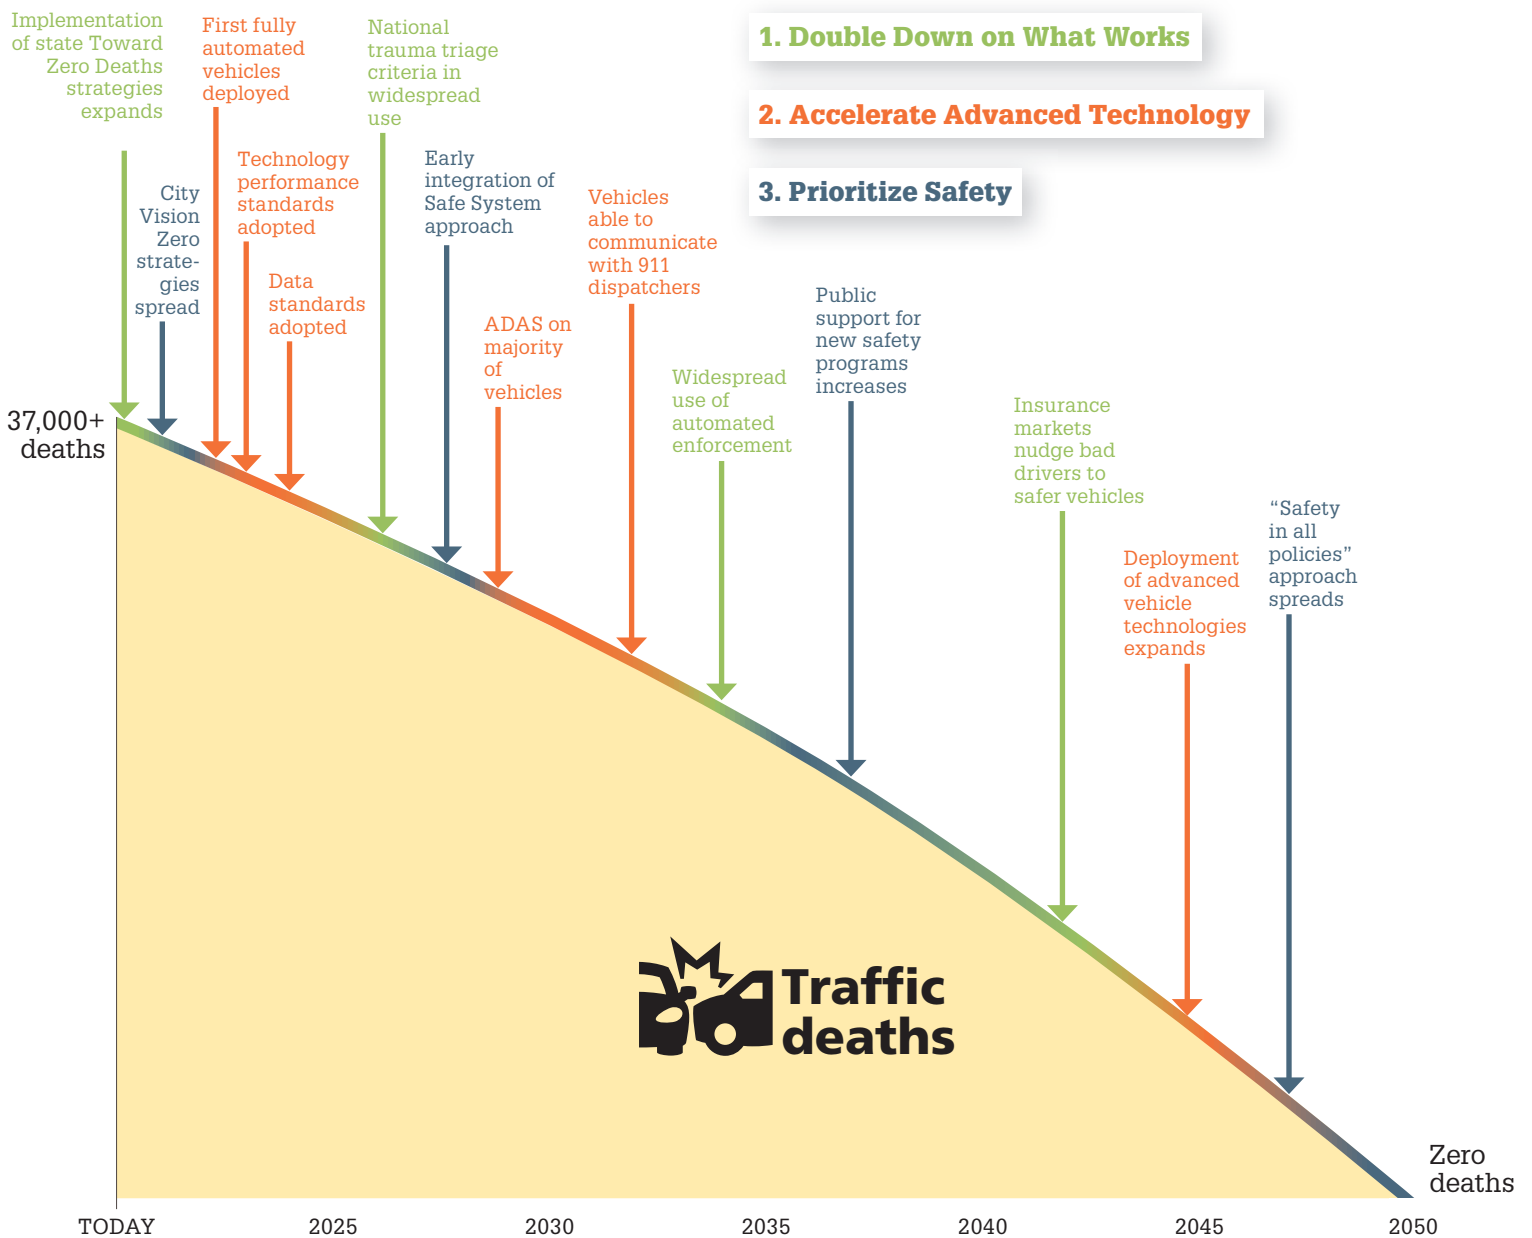 Implementation
of state Toward
Zero Deaths
strategies
expands
City
Vision
Zero
strate-
gies
spread
First fully
automated
vehicles
deployed
Technology
performance
standards
adopted
Data
standards
adopted
National
trauma triage
criteria in
widespread
use
Early
integration of
Safe System
approach
ADAS on
majority
of
vehicles
Vehicles
able to
communicate
with 911
dispatchers
Widespread
use of
automated
enforcement
Public
support for
new safety
programs
increases
Insurance
markets
nudge bad
drivers to
safer vehicles
Deployment
of advanced
vehicle
technologies
expands
“Safety
in all
policies”
approach
spreads
1. Double Down on What Works
2. Accelerate Advanced Technology
3. Prioritize Safety
37,000+
deaths
Traffic
deaths
Zero
deaths
TODAY
2025
2030
2035
2040
2045
2050